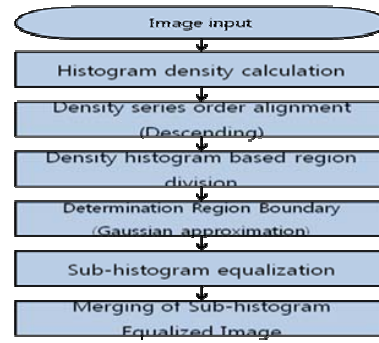 Image input
Histogram density calculation
Density series order alignment
(Descending)
Density histogram based region
division
Determination Region Boundary
(Gaussian approximation)
Sub-histogram equalization
Merging of Sub-histogram
Equalized Image